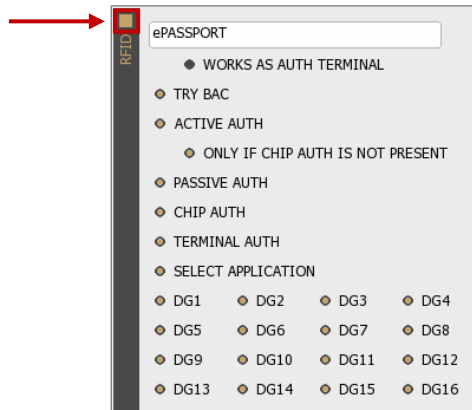 RFID
ePASSPORT
WORKS AS AUTH TERMINAL
TRY BAC
ACTIVE AUTH
ONLY IF CHIP AUTH IS NOT PRESENT
PASSIVE AUTH
CHIP AUTH
TERMINAL AUTH
SELECT APPLICATION
DG1 DG2 DG3 DG4
DG5 DG6 DG7 DG8
DG9 DG10 DG11 DG12
DG13 DG14 DG15 DG16